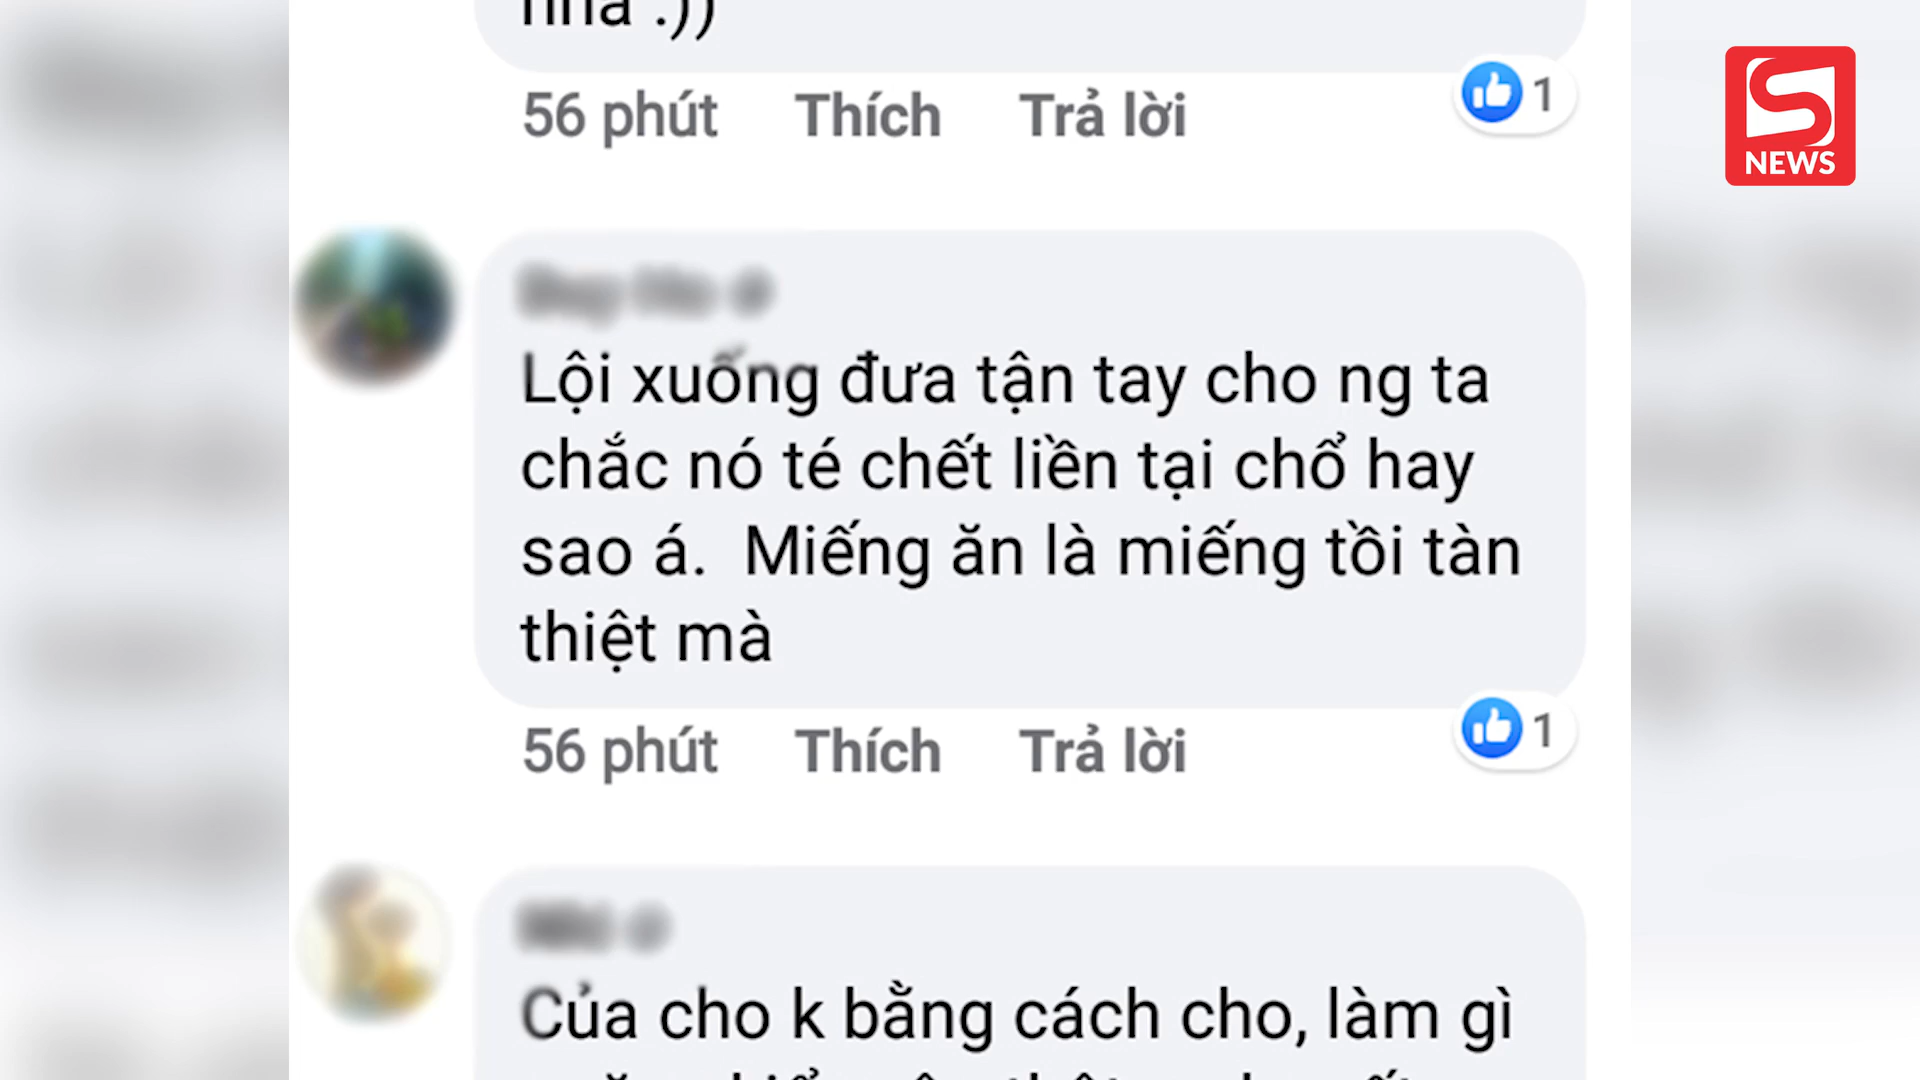 nha :))
56 phút Thích Trả lời 1
NEWS
Lội xuống đưa tận tay cho ng ta
chắc nó té chết liền tại chổ hay
sao á. Miếng ăn là miếng tồi tàn
thiệt mà
56 phút Thích Trả lời 1
Của cho k bằng cách cho, làm gì